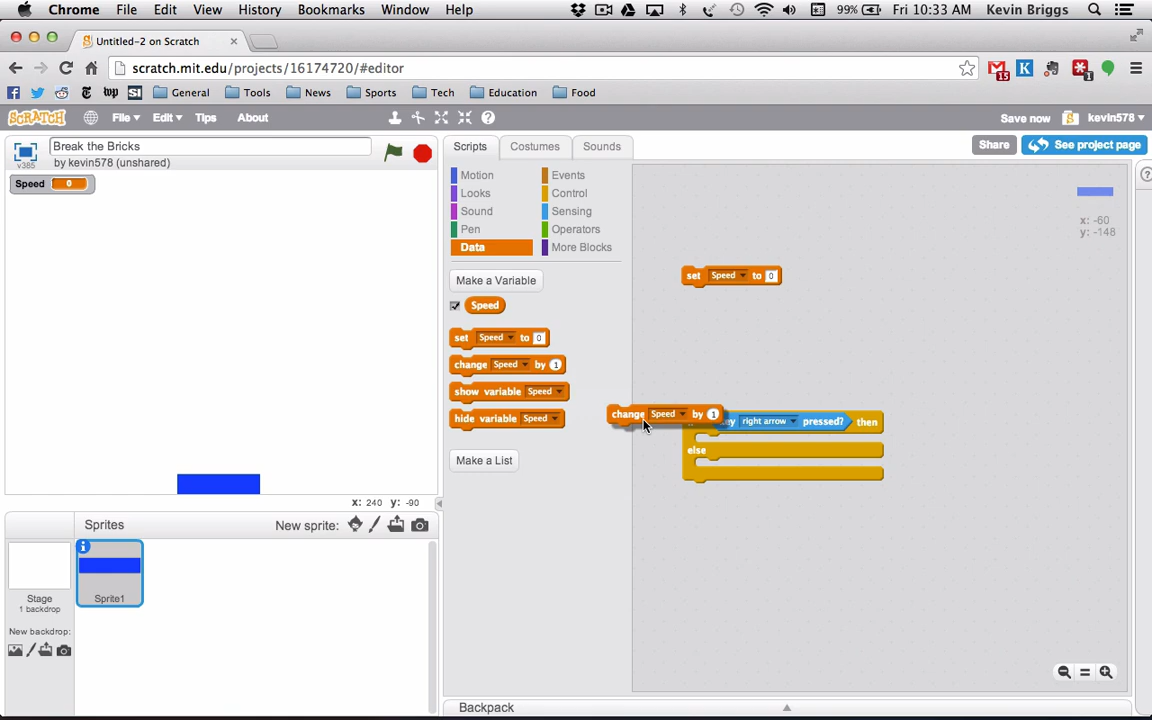 Chrome File Edit View History Bookmarks Window Help 99% Fri 10:33 AM Kevin Briggs
Untitled-2 on Scratch
scratch.mit.edu/projects/16174720/#editor
15 K 1
General Tools News Sports Tech Education Food
SCRATCH File Edit Tips About Save now kevin578
Break the Bricks
by kevin578 (unshared)
v385
Scripts Costumes Sounds Share See project page
Speed 0
Motion Events
Looks Control
Sound Sensing
Pen Operators
Data More Blocks
Make a Variable
Speed
set Speed to 0
change Speed by 1
show variable Speed
hide variable Speed
Make a List
x: -60
y: -148
set Speed to 0
change Speed by 1
right arrow pressed? then
else
x: 240 y: -90
Sprites New sprite:
Stage
1 backdrop
Sprite1
New backdrop:
Backpack